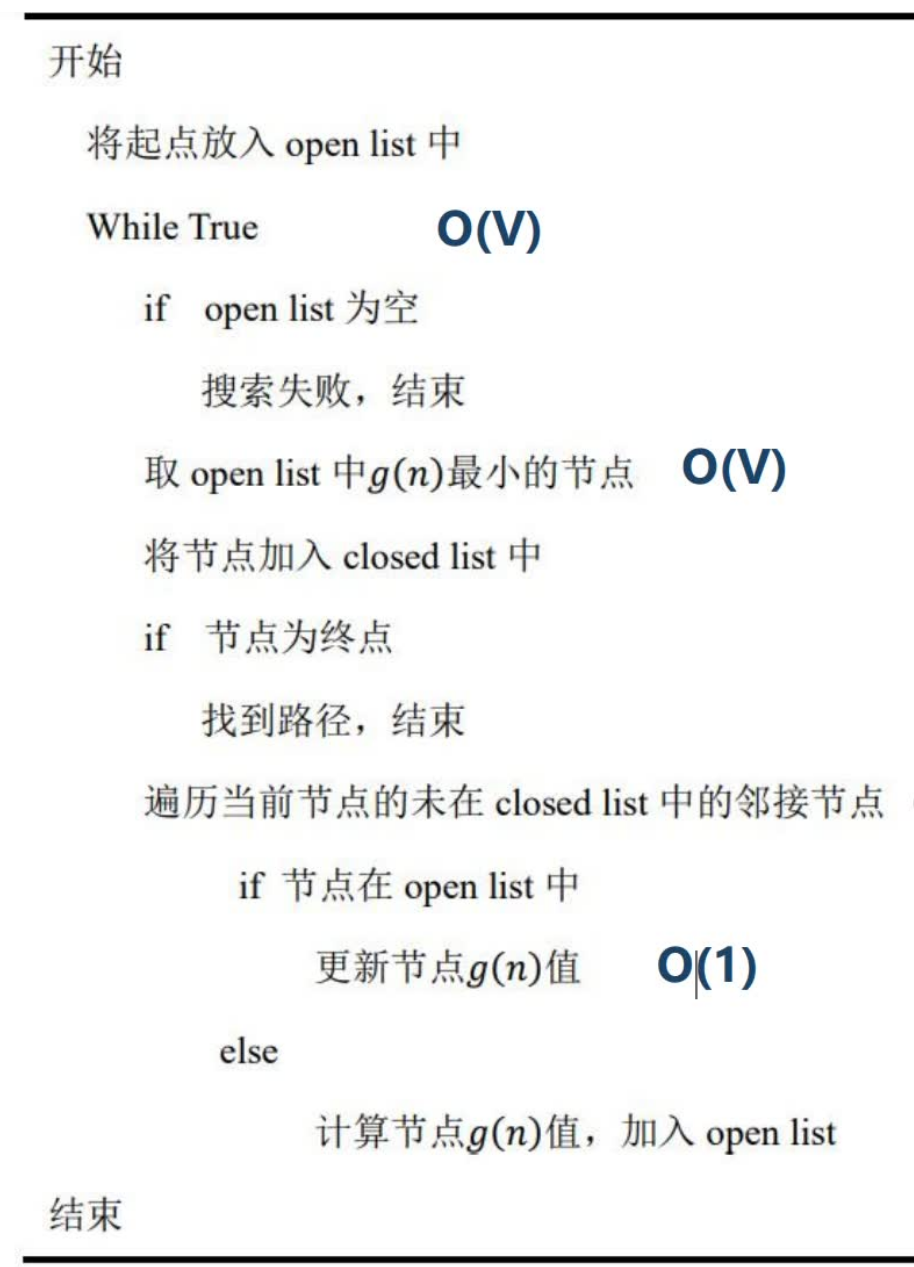 开始
将起点放入 open list 中
While True O(V)
if open list 为空
搜索失败，结束
取 open list 中g(n)最小的节点 O(V)
将节点加入 closed list 中
if 节点为终点
找到路径，结束
遍历当前节点的未在 closed list 中的邻接节点
if 节点在 open list 中
更新节点g(n)值 O(1)
else
计算节点g(n)值，加入 open list
结束